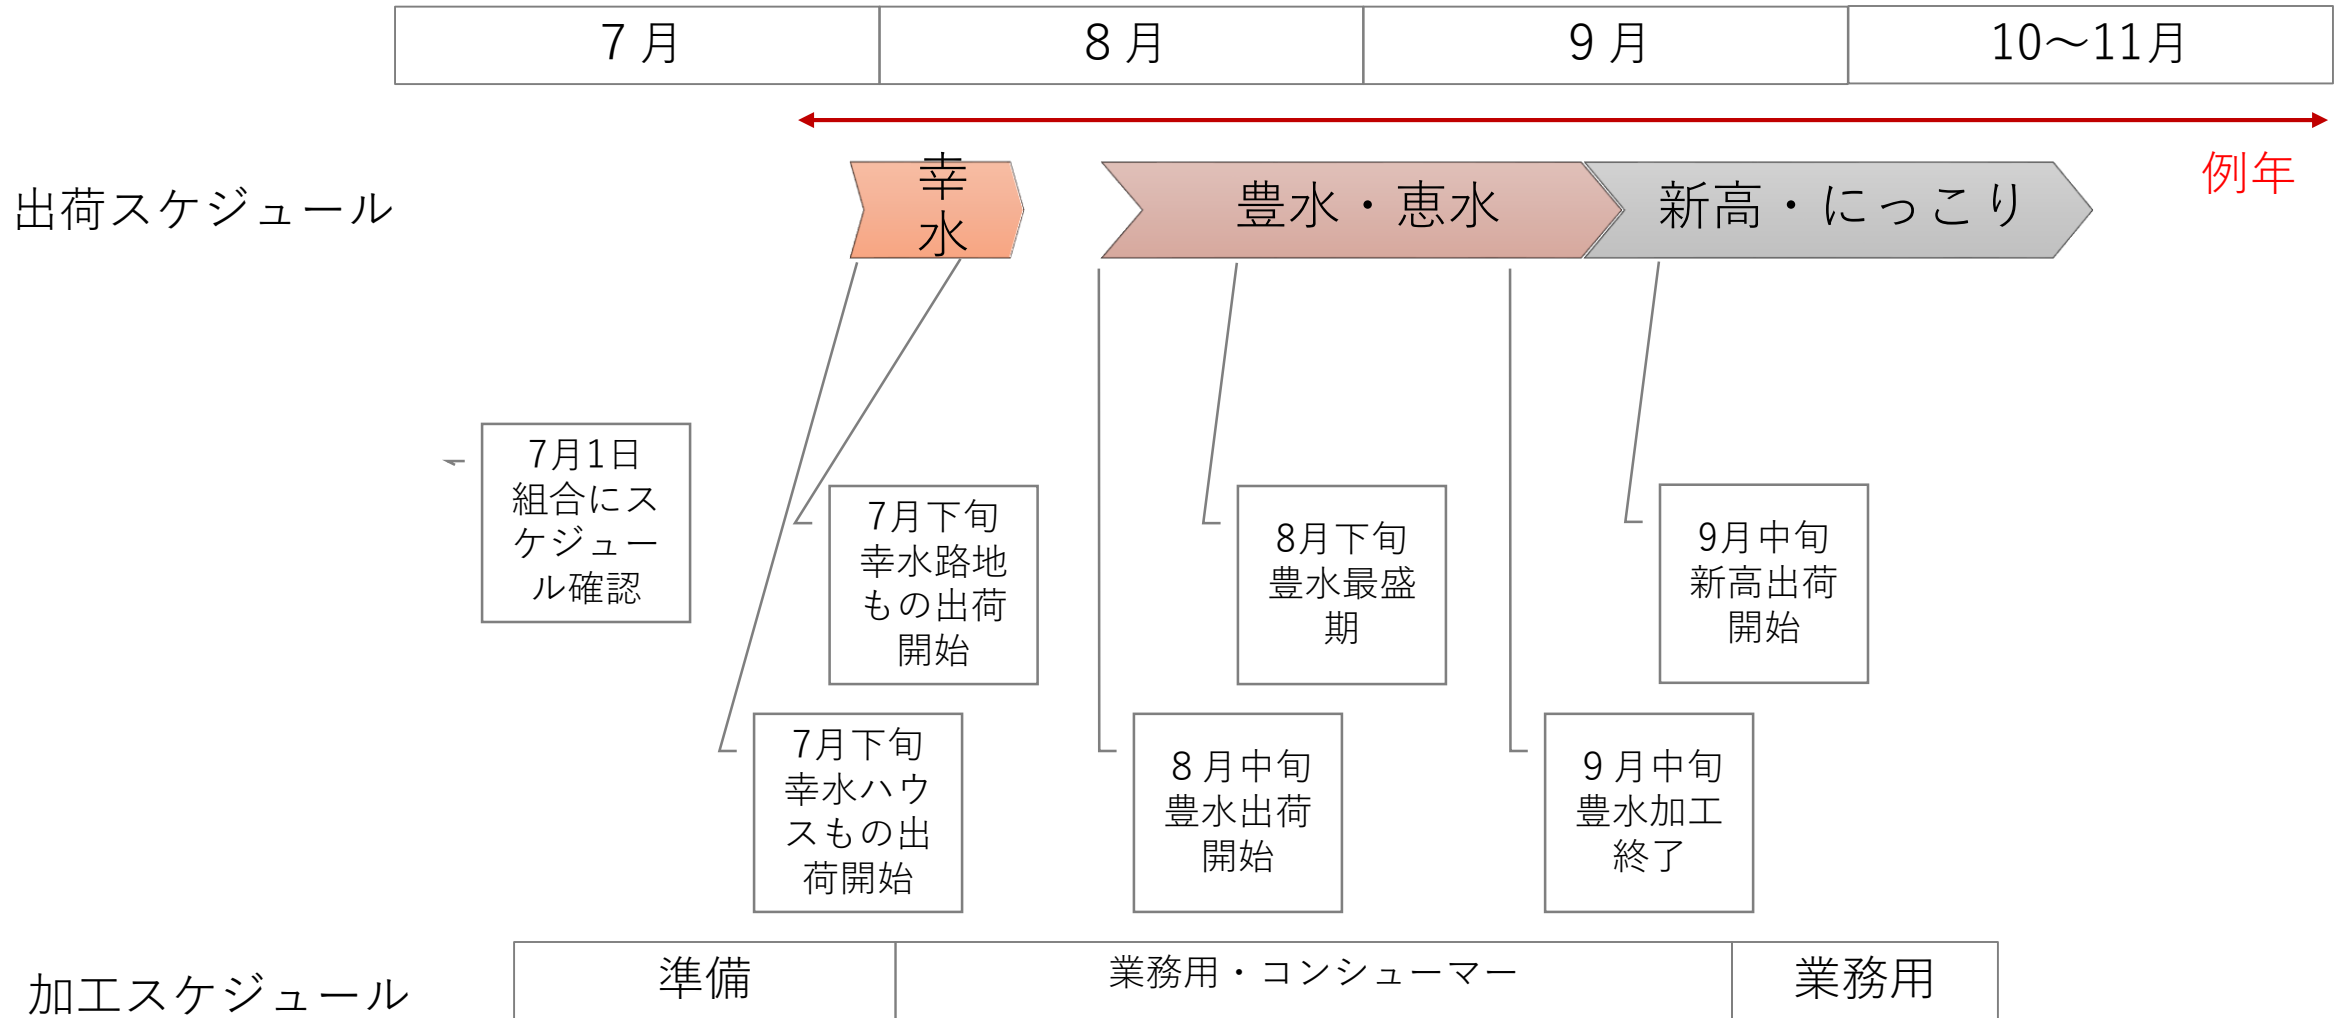 7 月
8 月
9 月
10～11月
例年
出荷スケジュール
幸
水
豊水・恵水
新高・にっこり
7月1日
組合にス
ケジュー
ル確認
7月下旬
幸水路地
もの出荷
開始
8月下旬
豊水最盛
期
9月中旬
新高出荷
開始
7月下旬
幸水ハウ
スもの出
荷開始
8 月中旬
豊水出荷
開始
9 月中旬
豊水加工
終了
加工スケジュール
準備
業務用・コンシューマー
業務用